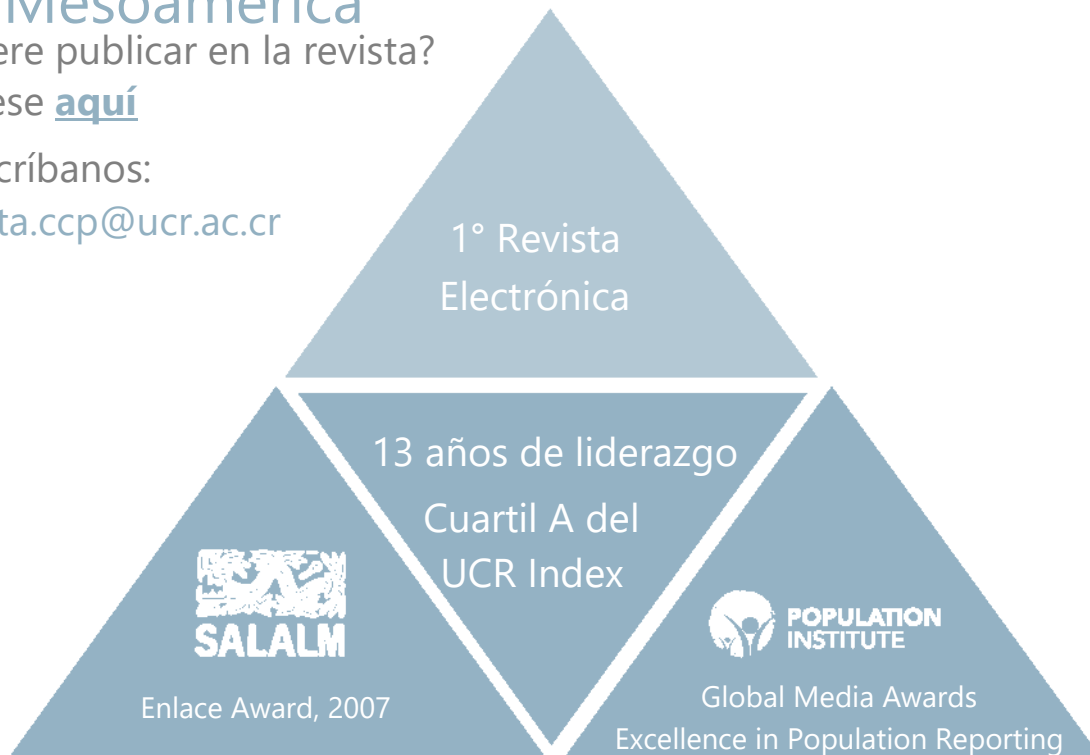 Mesoamérica
ere publicar en la revista?
ese aquí
críbanos:
ta.ccp@ucr.ac.cr
1° Revista
Electrónica
13 años de liderazgo
Cuartil A del
UCR Index
SALALM
Enlace Award, 2007
POPULATION
INSTITUTE
Global Media Awards
Excellence in Population Reporting